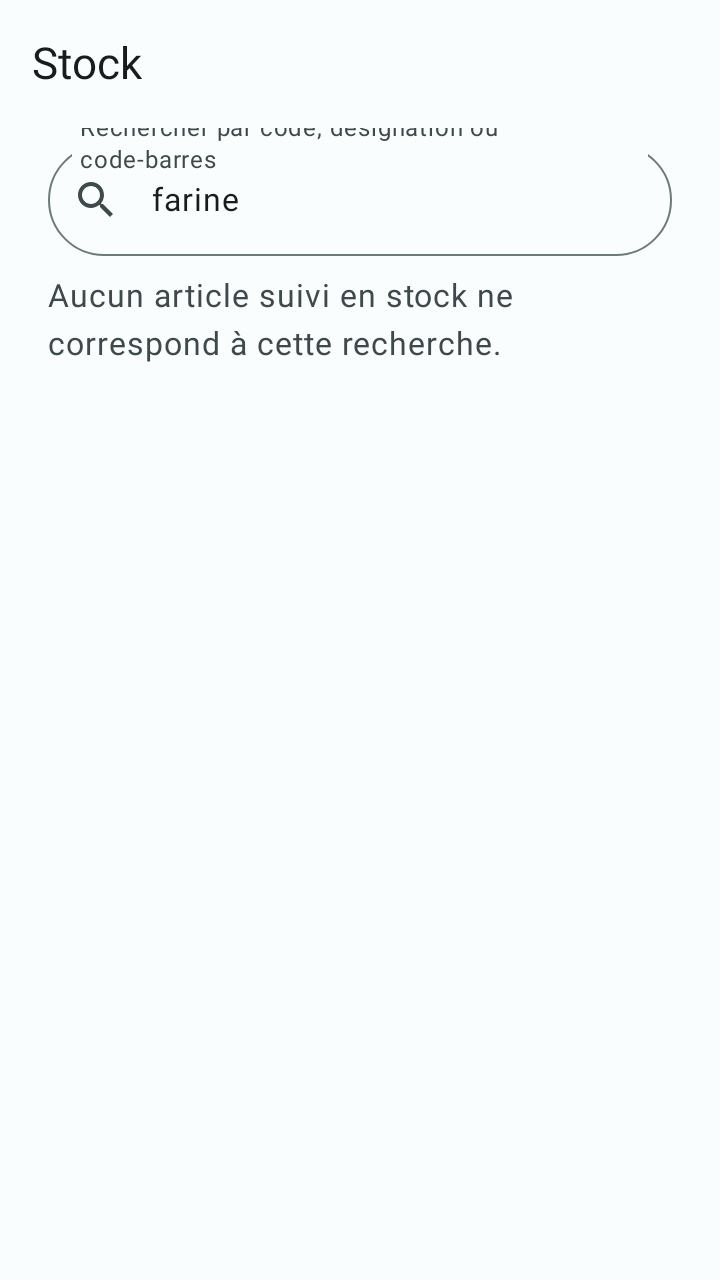 Stock
Rechercher par code, désignation ou
code-barres
farine
Aucun article suivi en stock ne
correspond à cette recherche.